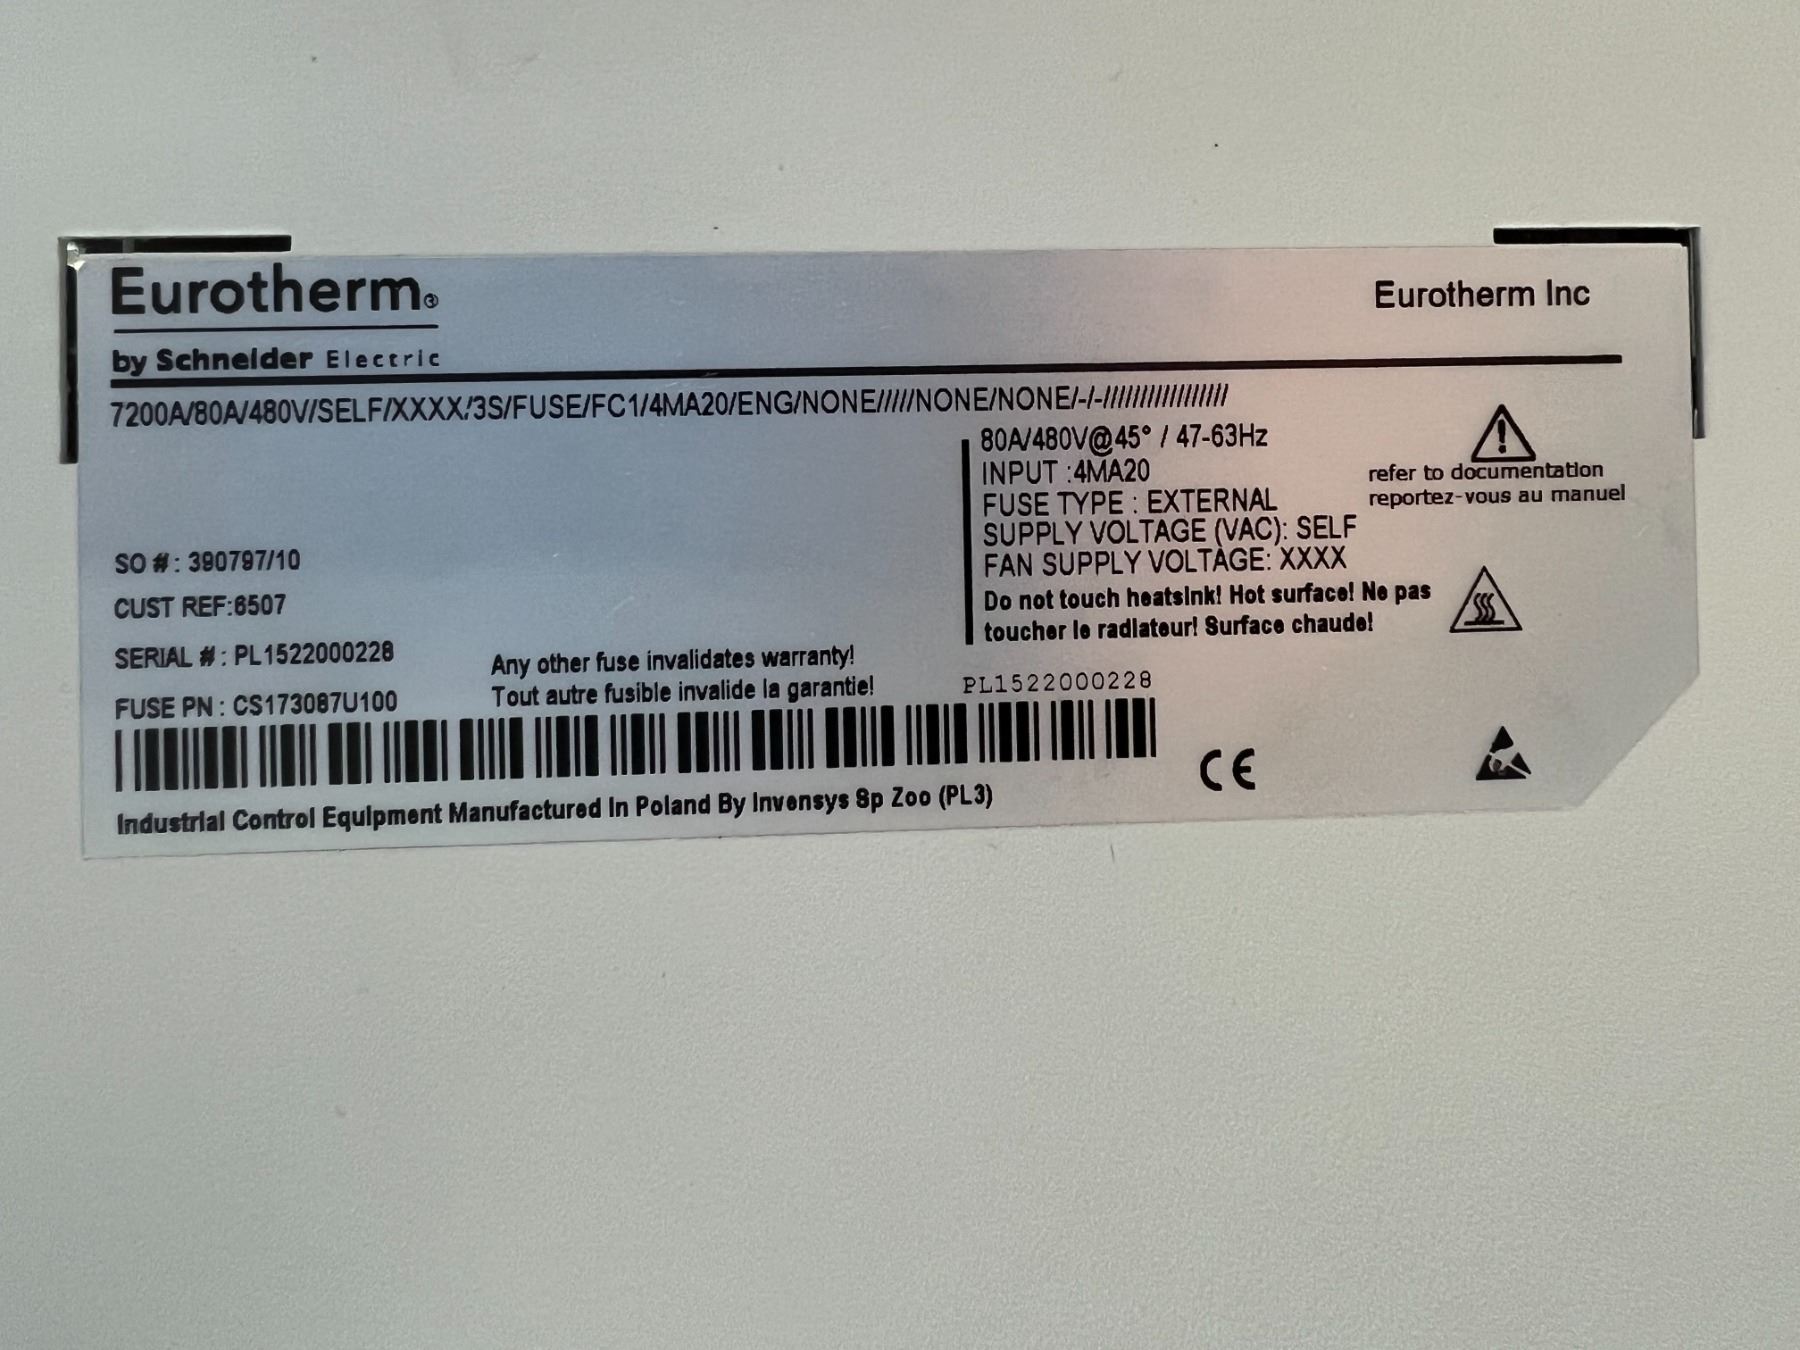 Eurotherm®
by Schneider Electric
Eurotherm Inc
7200A/80A/480V/SELF/XXXX/3S/FUSE/FC1/4MA20/ENG/NONE/////NONE/NONE/-/-/////////////////
80A/480V@45° / 47-63Hz
INPUT :4MA20
FUSE TYPE : EXTERNAL
SUPPLY VOLTAGE (VAC): SELF
FAN SUPPLY VOLTAGE: XXXX
Do not touch heatsink! Hot surface! Ne pas
toucher le radiateur! Surface chaude!
refer to documentation
reportez-vous au manuel
SO # : 390797/10
CUST REF:6507
SERIAL # : PL1522000228
FUSE PN : CS173087U100
Any other fuse invalidates warranty!
Tout autre fusible invalide la garantie!
PL1522000228
CE
Industrial Control Equipment Manufactured In Poland By Invensys Sp Zoo (PL3)